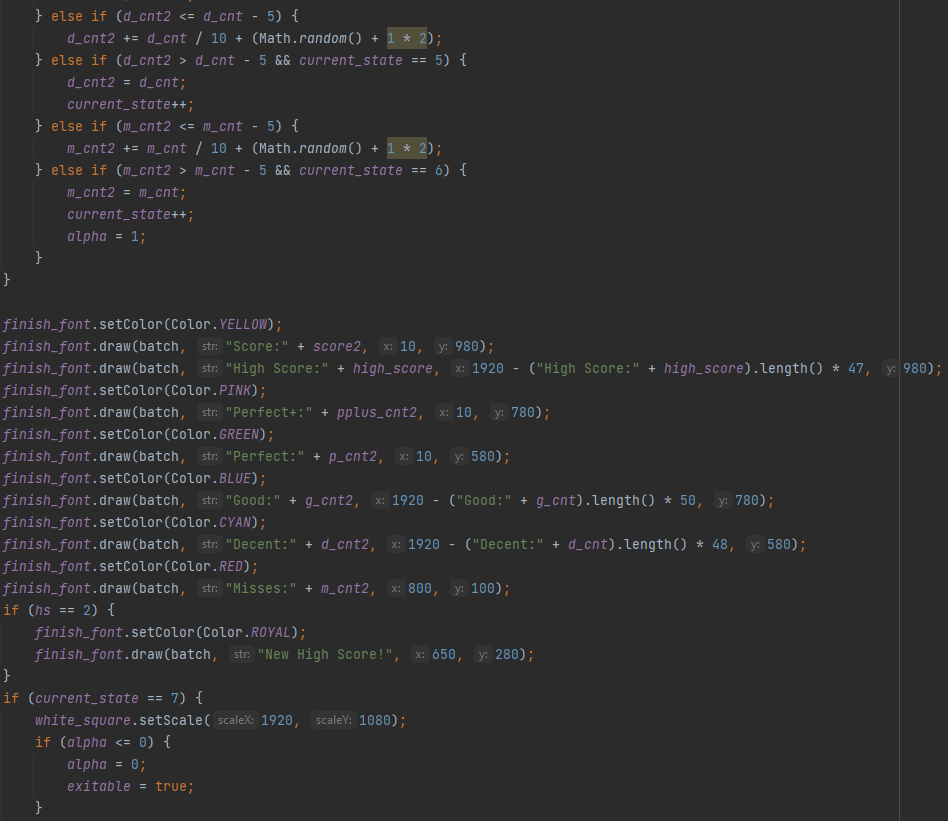 } else if (d_cnt2 <= d_cnt - 5) {
d_cnt2 += d_cnt / 10 + (Math.random() + 1 * 2);
} else if (d_cnt2 > d_cnt - 5 && current_state == 5) {
d_cnt2 = d_cnt;
current_state++;
} else if (m_cnt2 <= m_cnt - 5) {
m_cnt2 += m_cnt / 10 + (Math.random() + 1 * 2);
} else if (m_cnt2 > m_cnt - 5 && current_state == 6) {
m_cnt2 = m_cnt;
current_state++;
alpha = 1;
}
}
finish_font.setColor(Color.YELLOW);
finish_font.draw(batch, str: "Score:" + score2, x: 10, y: 980);
finish_font.draw(batch, str: "High Score:" + high_score, x: 1920 - ("High Score:" + high_score).length() * 47, y: 980);
finish_font.setColor(Color.PINK);
finish_font.draw(batch, str: "Perfect+:" + pplus_cnt2, x: 10, y: 780);
finish_font.setColor(Color.GREEN);
finish_font.draw(batch, str: "Perfect:" + p_cnt2, x: 10, y: 580);
finish_font.setColor(Color.BLUE);
finish_font.draw(batch, str: "Good:" + g_cnt2, x: 1920 - ("Good:" + g_cnt).length() * 50, y: 780);
finish_font.setColor(Color.CYAN);
finish_font.draw(batch, str: "Decent:" + d_cnt2, x: 1920 - ("Decent:" + d_cnt).length() * 48, y: 580);
finish_font.setColor(Color.RED);
finish_font.draw(batch, str: "Misses:" + m_cnt2, x: 800, y: 100);
if (hs == 2) {
finish_font.setColor(Color.ROYAL);
finish_font.draw(batch, str: "New High Score!", x: 650, y: 280);
}
if (current_state == 7) {
white_square.setScale( scaleX: 1920, scaleY: 1080);
if (alpha <= 0) {
alpha = 0;
exitable = true;
}